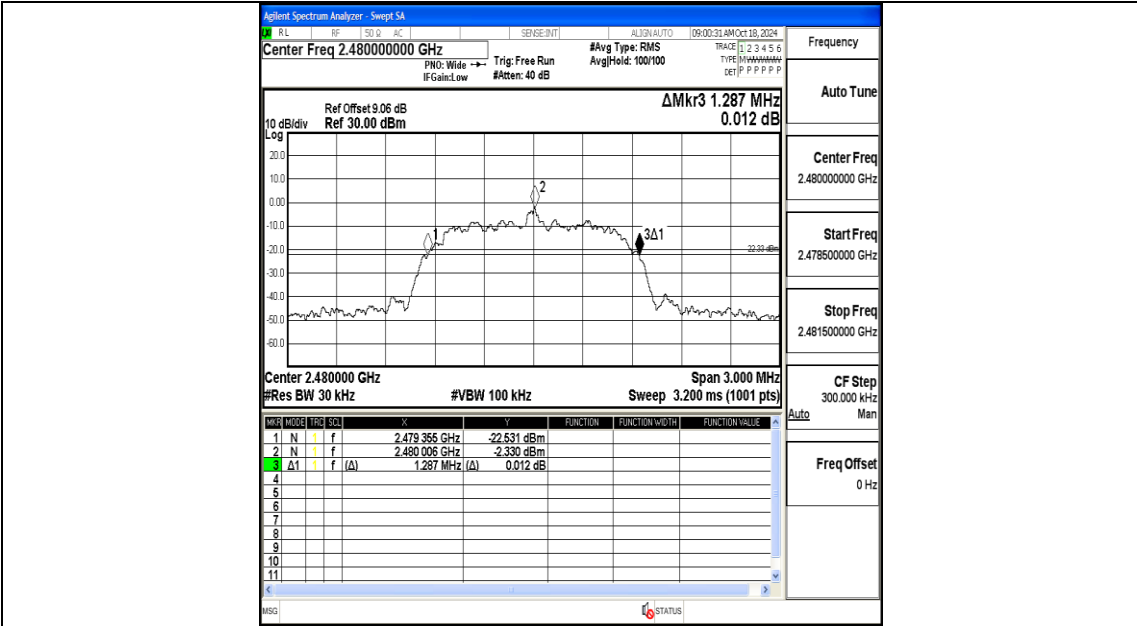 Agilent Spectrum Analyzer - Swept SA
RL RF 50 Ω AC SENSE:INT ALIGN AUTO 09:00:31 AM Oct 18, 2024
Center Freq 2.480000000 GHz
PNO: Wide
IFGain:Low
Trig: Free Run
#Atten: 40 dB
#Avg Type: RMS
Avg|Hold: 100/100
TRACE 1 2 3 4 5 6
TYPE MWWWWW
DET P P P P P P
ΔMkr3 1.287 MHz
0.012 dB
Ref Offset 9.06 dB
Ref 30.00 dBm
10 dB/div
Log
20.0
10.0
0.00
-10.0
-20.0
-30.0
-40.0
-50.0
-60.0
1
2
3Δ1
-22.33 dBm
Center 2.480000 GHz Span 3.000 MHz
#Res BW 30 kHz #VBW 100 kHz Sweep 3.200 ms (1001 pts)
MKR MODE TRC SCL X Y FUNCTION FUNCTION WIDTH FUNCTION VALUE
1 N 1 f 2.479 355 GHz -22.531 dBm
2 N 1 f 2.480 006 GHz -2.330 dBm
3 Δ1 1 f (Δ) 1.287 MHz (Δ) 0.012 dB
4
5
6
7
8
9
10
11
MSG STATUS
Frequency
Auto Tune
Center Freq
2.480000000 GHz
Start Freq
2.478500000 GHz
Stop Freq
2.481500000 GHz
CF Step
300.000 kHz
Auto Man
Freq Offset
0 Hz